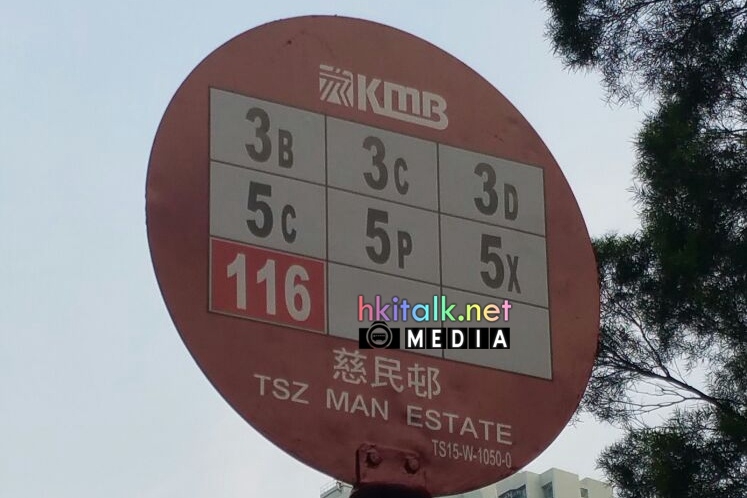 KMB
3B 3C 3D
5C 5P 5X
116
hkitalk.net
MEDIA
慈民邨
TSZ MAN ESTATE
TS15-W-1050-0